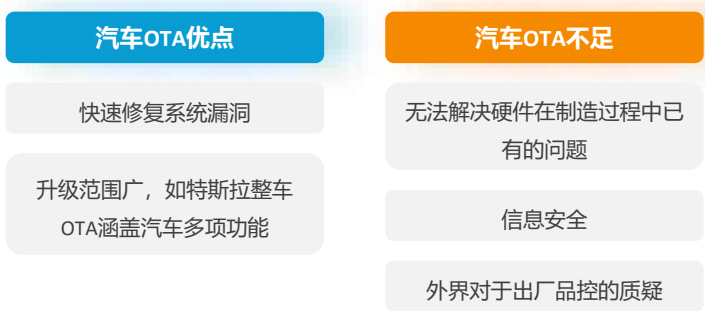 汽车OTA优点
快速修复系统漏洞
升级范围广，如特斯拉整车
OTA涵盖汽车多项功能
汽车OTA不足
无法解决硬件在制造过程中已
有的问题
信息安全
外界对于出厂品控的质疑